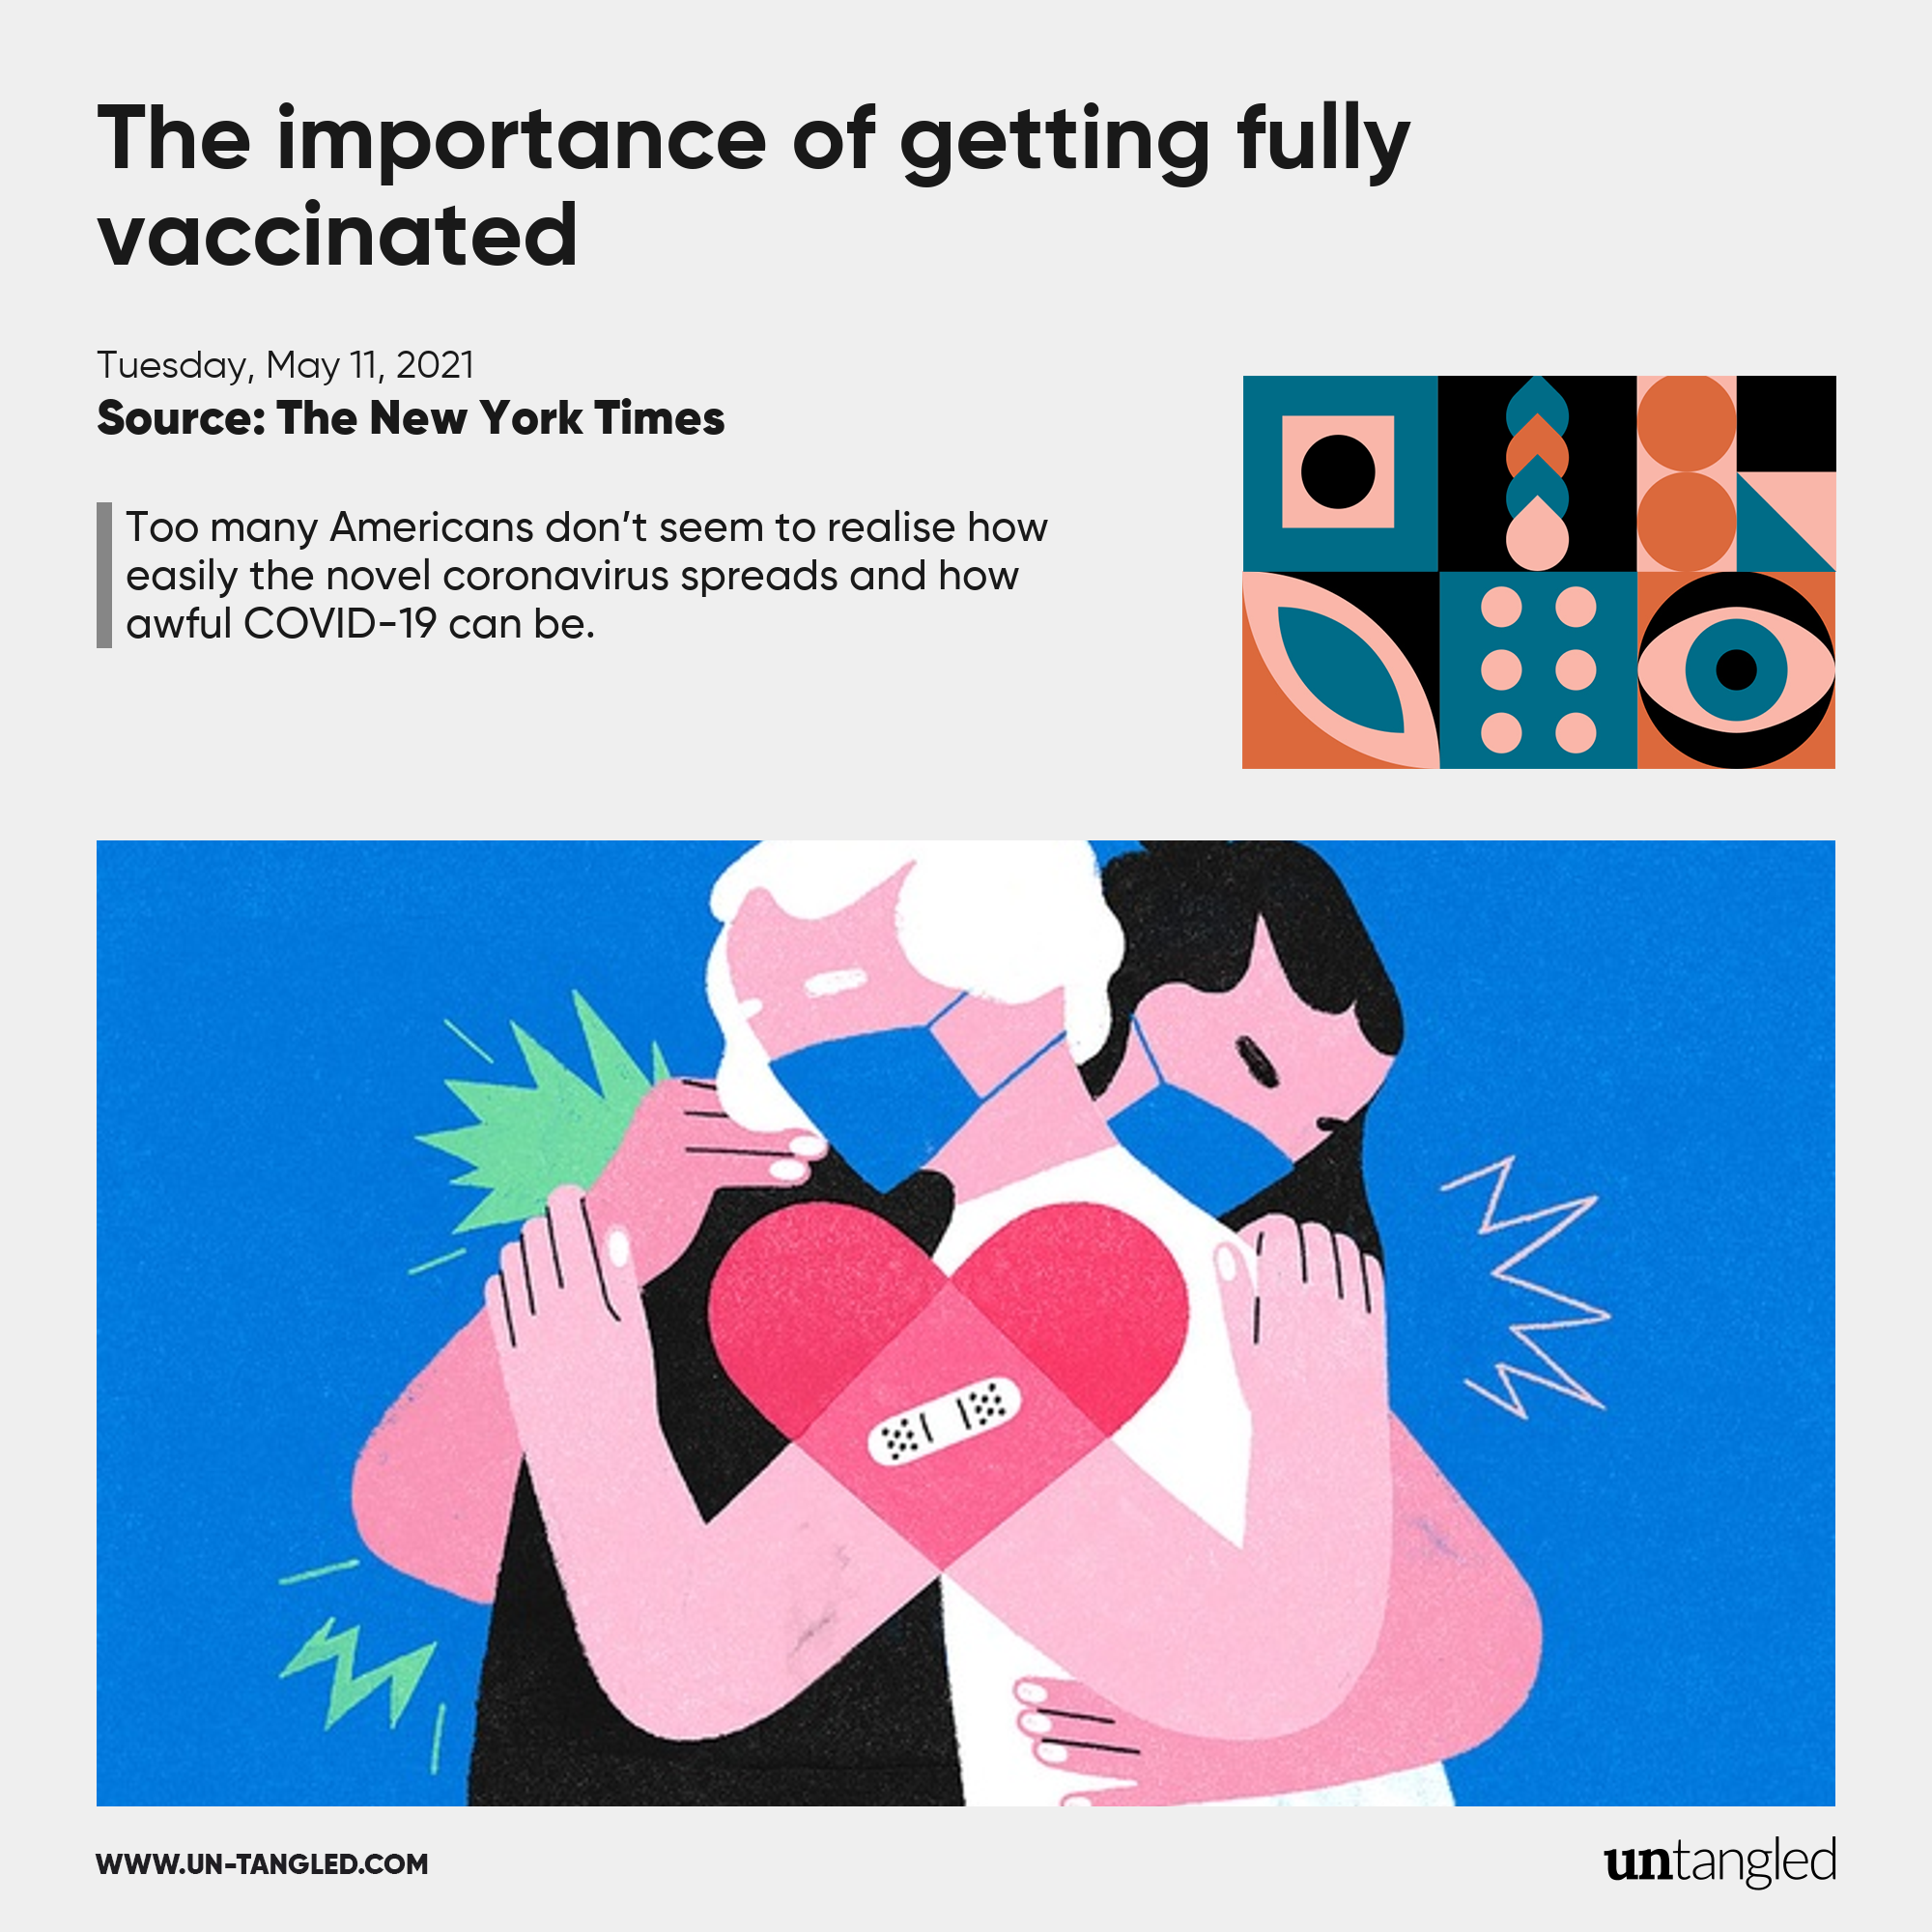 The importance of getting fully
vaccinated
Tuesday, May 11, 2021
Source: The New York Times
Too many Americans don’t seem to realise how
easily the novel coronavirus spreads and how
awful COVID-19 can be.
WWW.UN-TANGLED.COM
untangled